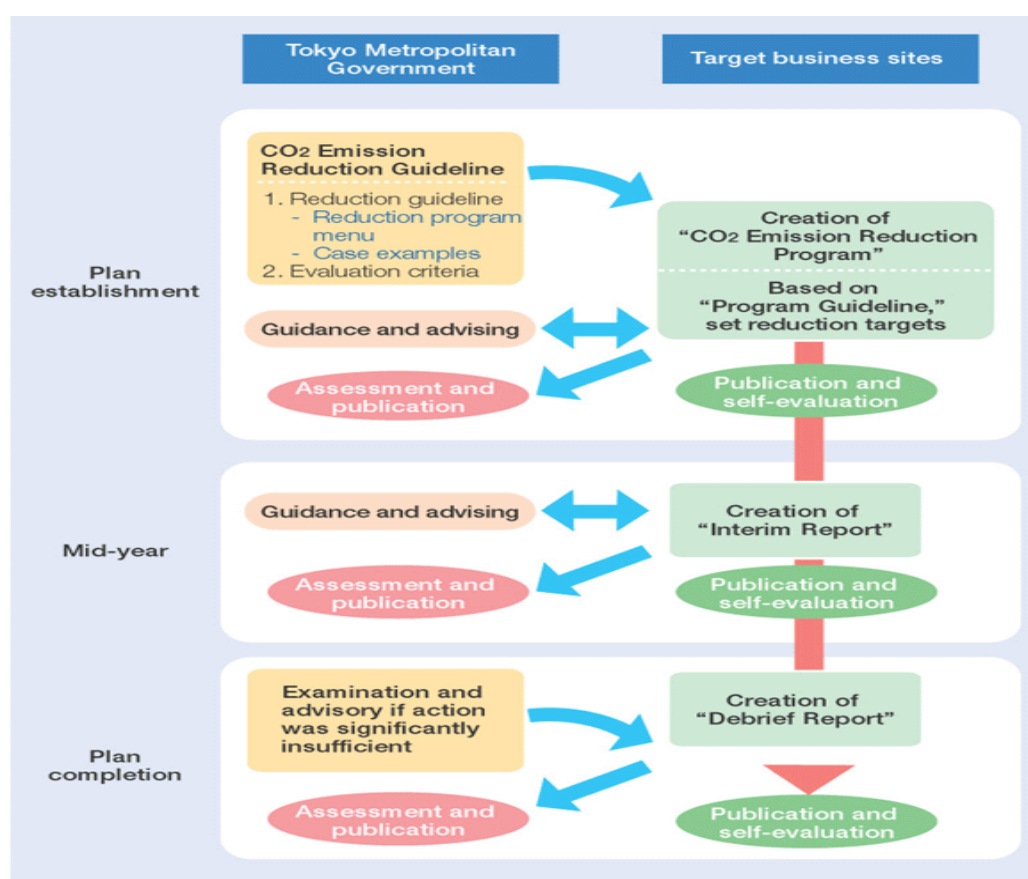 Tokyo Metropolitan
Government
Target business sites
Plan
establishment
CO2 Emission
Reduction Guideline
1. Reduction guideline
- Reduction program
menu
- Case examples
2. Evaluation criteria
Creation of
“CO2 Emission Reduction
Program”
Based on
“Program Guideline,”
set reduction targets
Guidance and advising
Assessment and
publication
Publication and
self-evaluation
Mid-year
Guidance and advising
Creation of
“Interim Report”
Assessment and
publication
Publication and
self-evaluation
Plan
completion
Examination and
advisory if action
was significantly
insufficient
Creation of
“Debrief Report”
Assessment and
publication
Publication and
self-evaluation